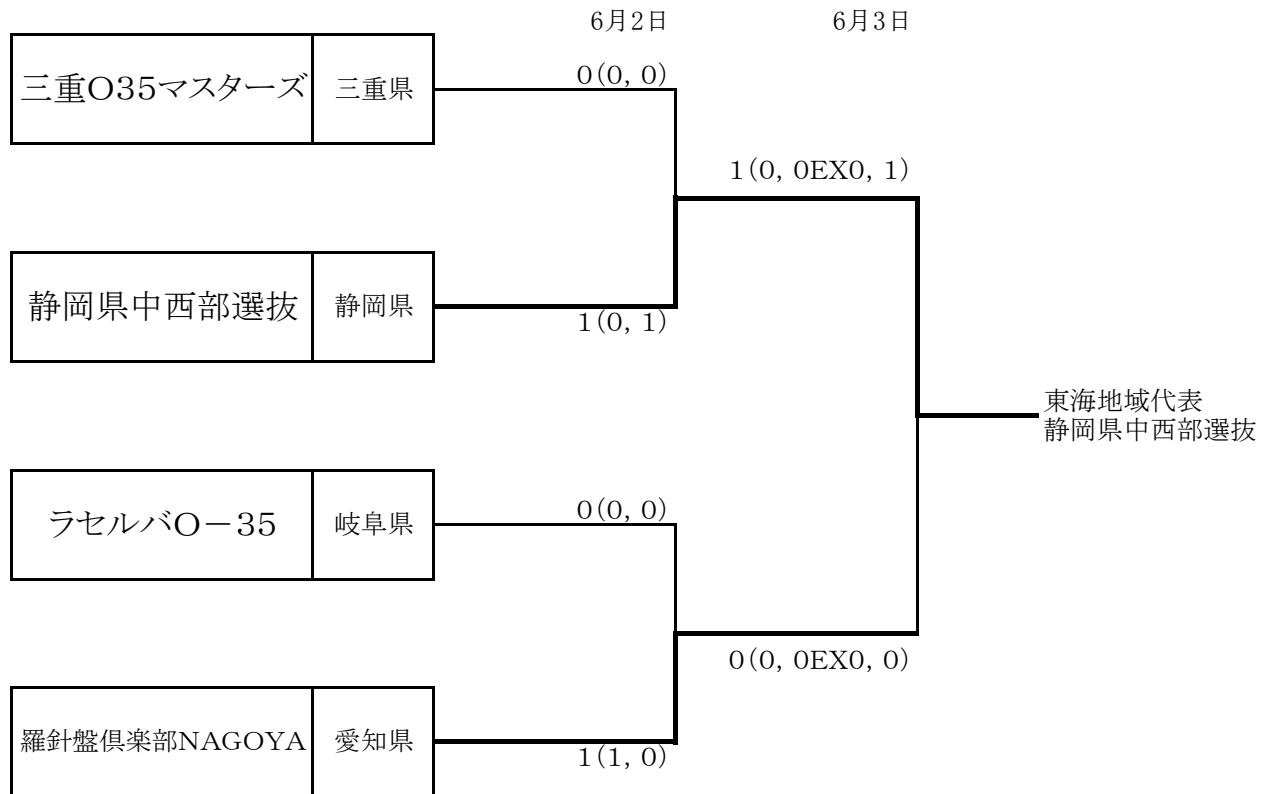 6月2日 6月3日
三重O35マスターズ 三重県
0(0, 0)
1(0, 0EX0, 1)
静岡県中西部選抜 静岡県
1(0, 1)
東海地域代表
静岡県中西部選抜
ラセルバO-35 岐阜県
0(0, 0)
0(0, 0EX0, 0)
羅針盤倶楽部NAGOYA 愛知県
1(1, 0)